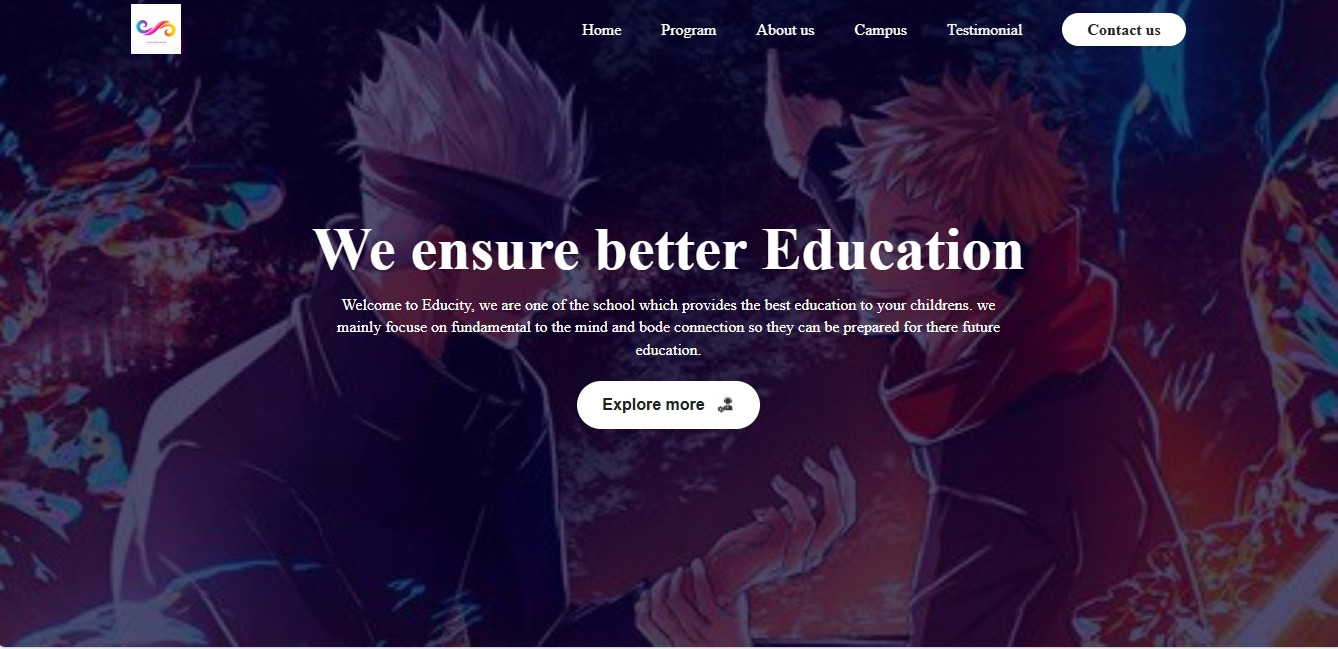 Home Program About us Campus Testimonial Contact us
We ensure better Education
Welcome to Educity, we are one of the school which provides the best education to your childrens. we
mainly focuse on fundamental to the mind and bode connection so they can be prepared for there future
education.
Explore more